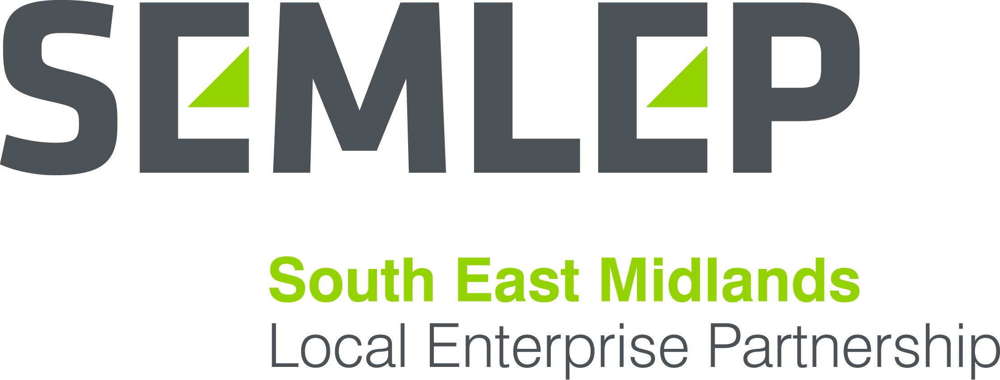 SEMLEP
South East Midlands
Local Enterprise Partnership